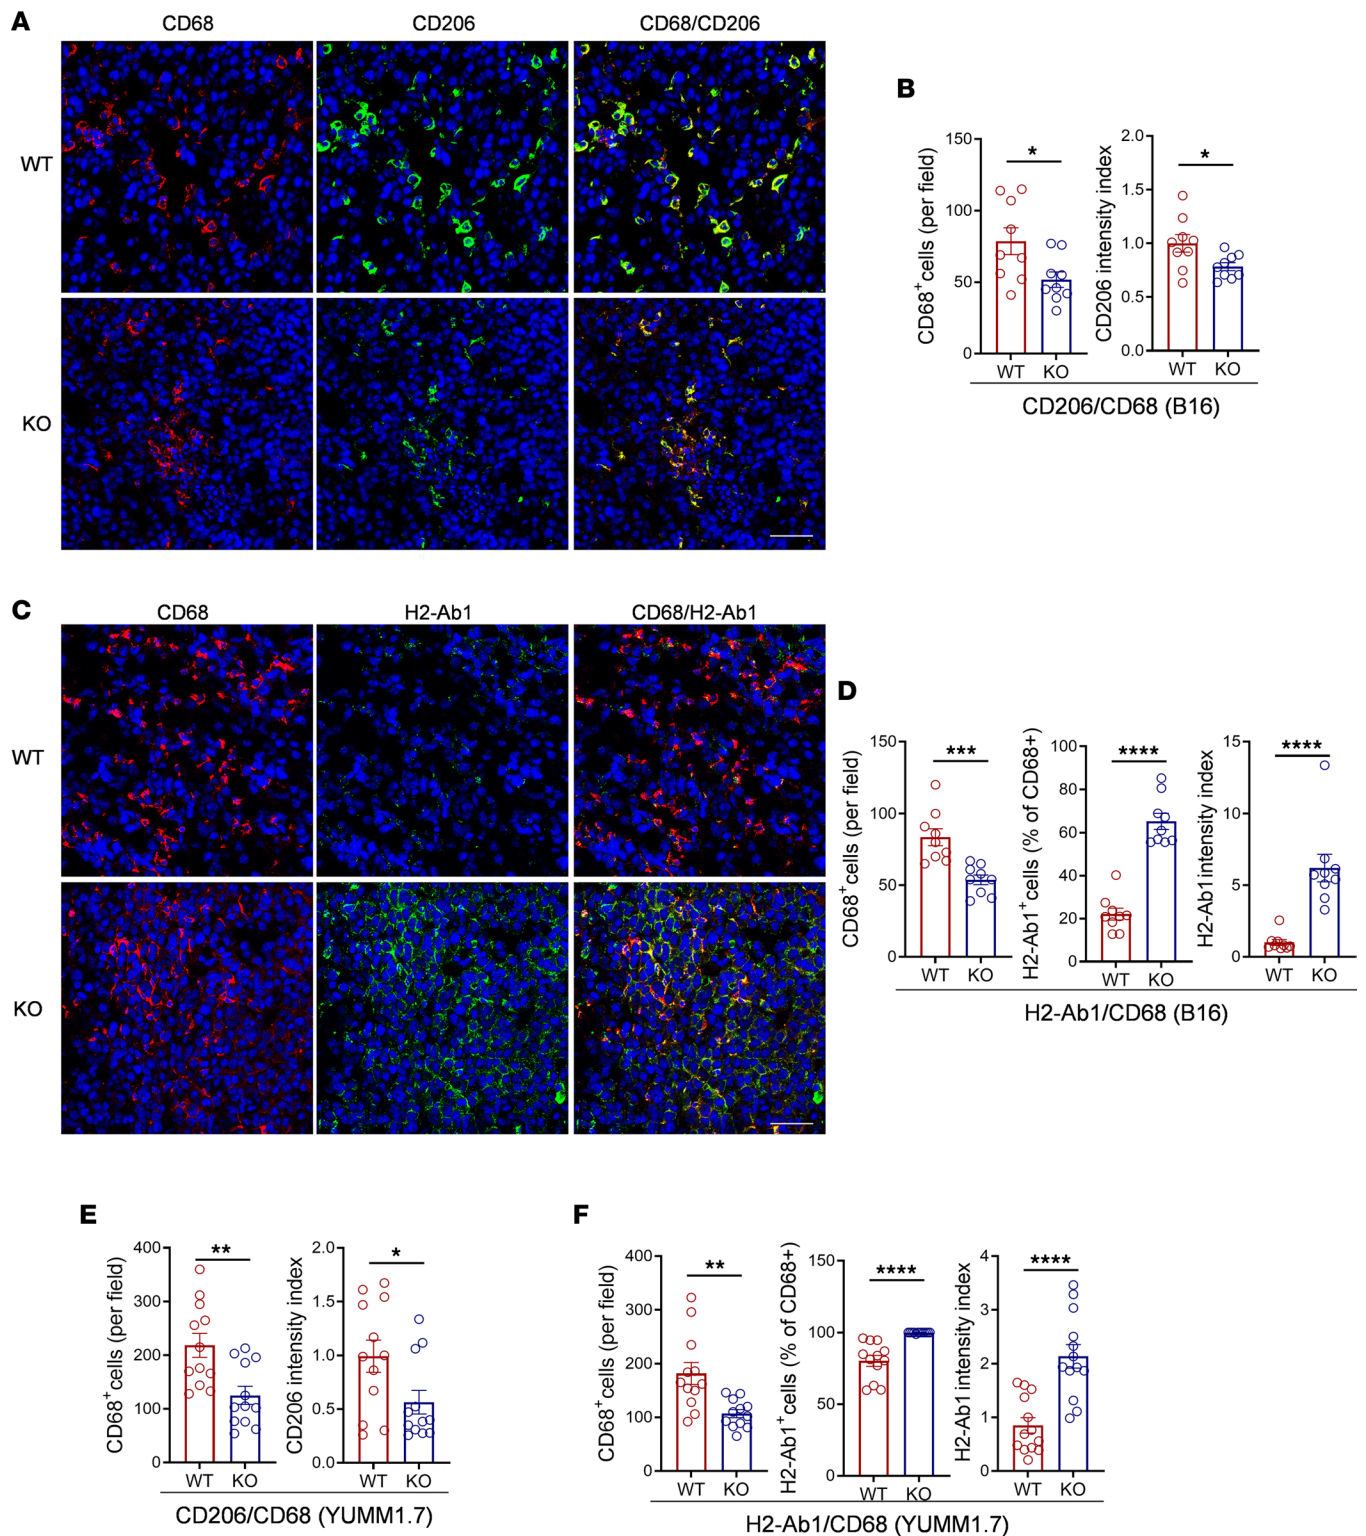 A
CD68
CD206
CD68/CD206
WT
KO
B
CD68+ cells (per field)
150
100
50
0
*
WT
KO
CD206 intensity index
2.0
1.5
1.0
0.5
0.0
*
WT
KO
CD206/CD68 (B16)
C
CD68
H2-Ab1
CD68/H2-Ab1
WT
KO
D
CD68+ cells (per field)
150
100
50
0
***
WT
KO
H2-Ab1+ cells (% of CD68+)
100
80
60
40
20
0
****
WT
KO
H2-Ab1intensity index
15
10
5
0
****
WT
KO
H2-Ab1/CD68 (B16)
E
CD68+ cells (per field)
400
300
200
100
0
**
WT
KO
CD206 intensity index
2.0
1.5
1.0
0.5
0.0
*
WT
KO
CD206/CD68 (YUMM1.7)
F
CD68+ cells (per field)
400
300
200
100
0
**
WT
KO
H2-Ab1+ cells (% of CD68+)
150
100
50
0
****
WT
KO
H2-Ab1 intensity index
4
3
2
1
0
****
WT
KO
H2-Ab1/CD68 (YUMM1.7)